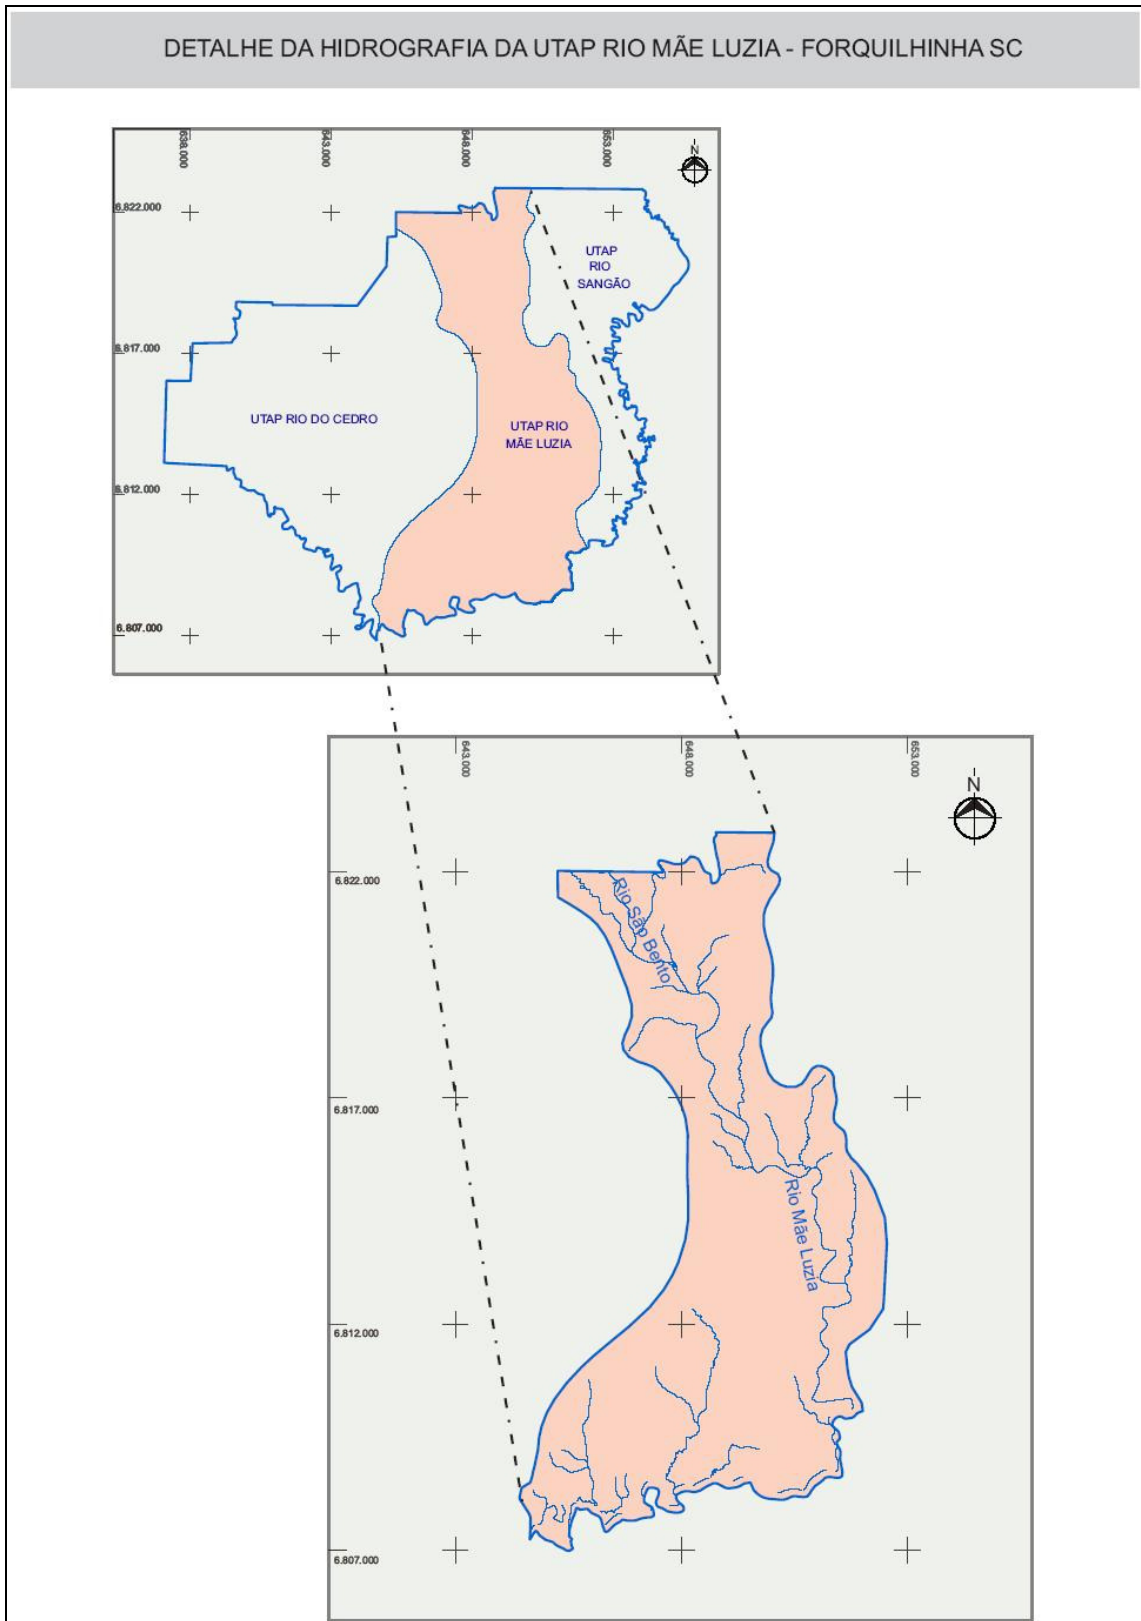 DETALHE DA HIDROGRAFIA DA UTAP RIO MÃE LUZIA - FORQUILHINHA SC
638.000
643.000
648.000
653.000
N
6.822.000
UTAP
RIO
SANGÃO
6.817.000
UTAP RIO DO CEDRO
UTAP RIO
MÃE LUZIA
6.812.000
6.807.000
643.000
648.000
653.000
N
6.822.000
Rio São Bento
6.817.000
Rio Mãe Luzia
6.812.000
6.807.000